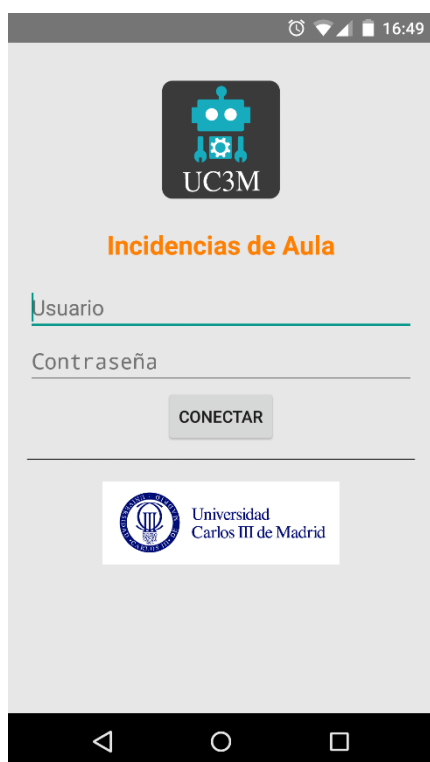 16:49
UC3M
Incidencias de Aula
Usuario
Contraseña
CONECTAR
Universidad
Carlos III de Madrid